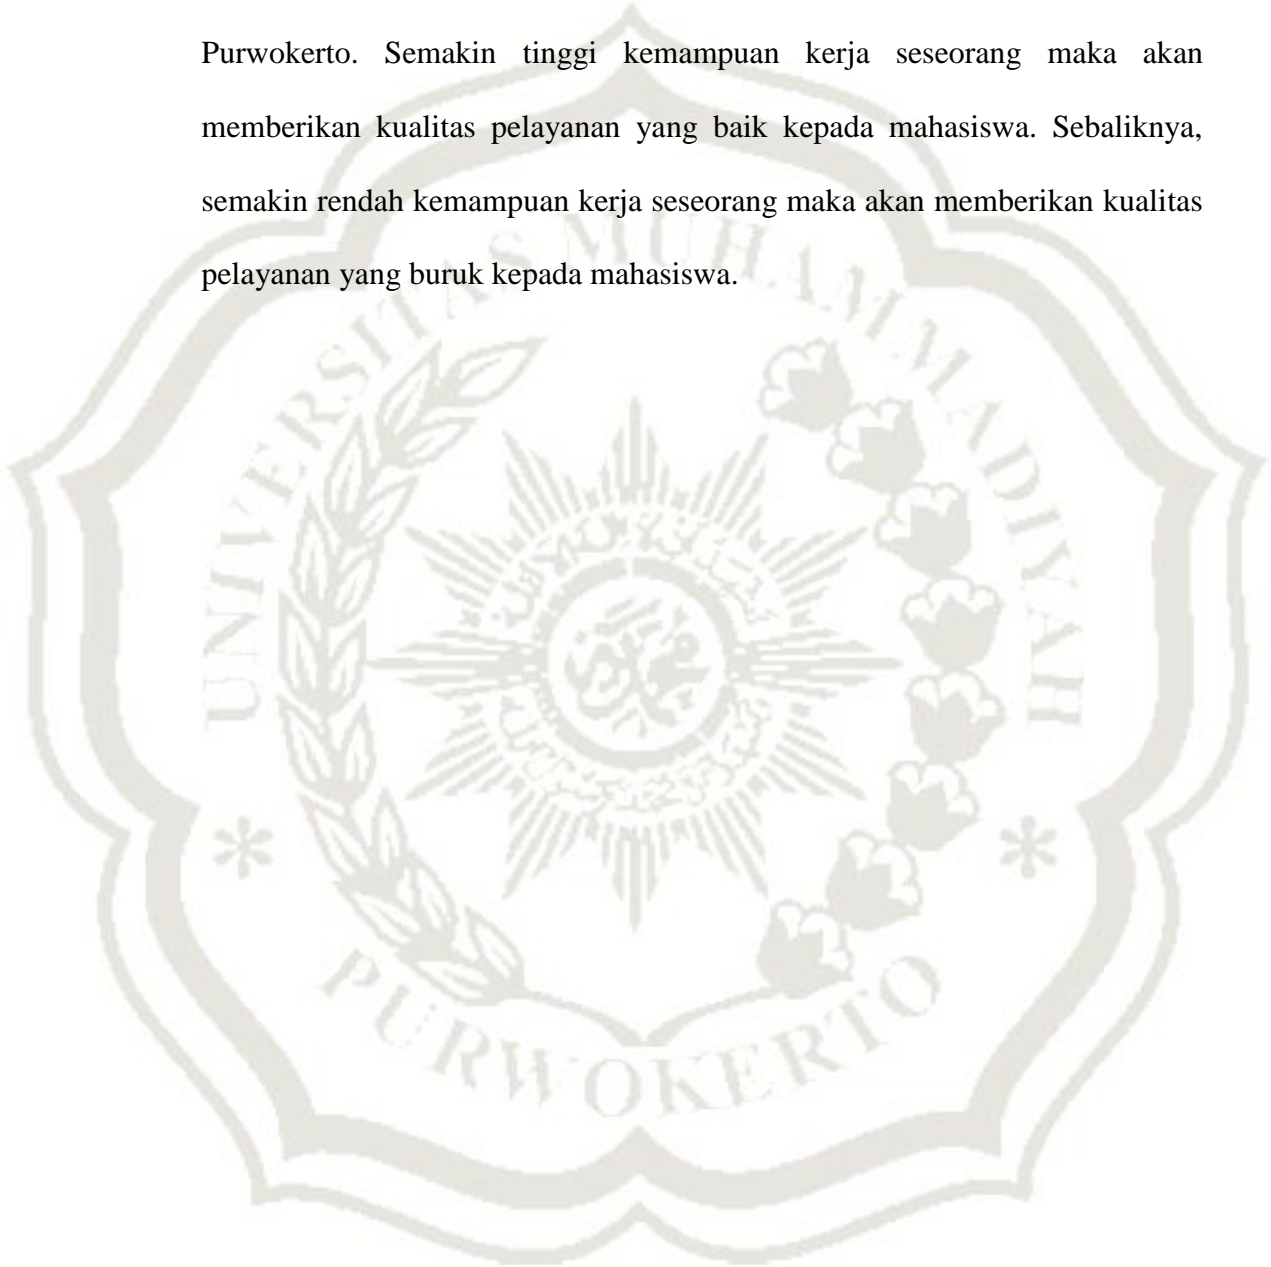 Purwokerto. Semakin tinggi kemampuan kerja seseorang maka akan
memberikan kualitas pelayanan yang baik kepada mahasiswa. Sebaliknya,
semakin rendah kemampuan kerja seseorang maka akan memberikan kualitas
pelayanan yang buruk kepada mahasiswa.
UNIVERSITAS MUHAMMADIYAH
PURWOKERTO